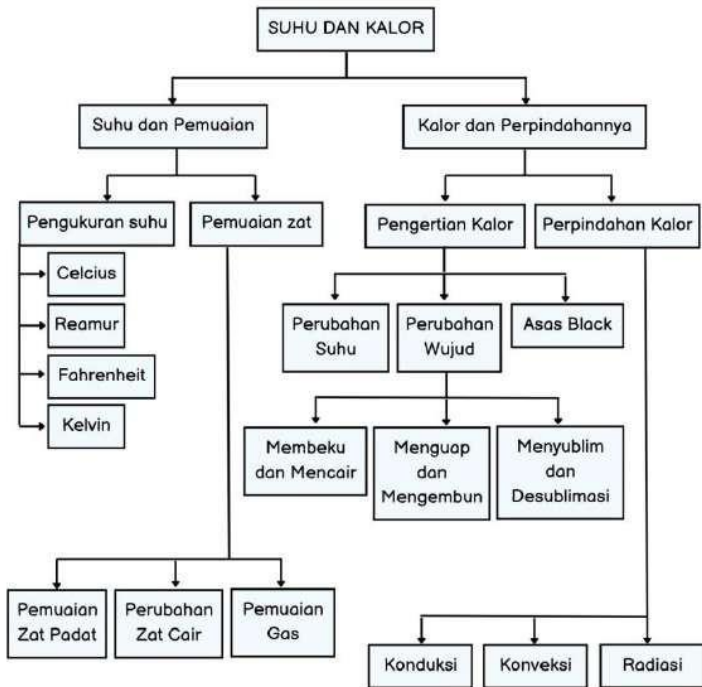 SUHU DAN KALOR
Suhu dan Pemuaian
Kalor dan Perpindahannya
Pengukuran suhu
Pemuaian zat
Pengertian Kalor
Perpindahan Kalor
Celcius
Reamur
Fahrenheit
Kelvin
Perubahan
Suhu
Perubahan
Wujud
Asas Black
Membeku
dan Mencair
Menguap
dan
Mengembun
Menyublim
dan
Desublimasi
Pemuaian
Zat Padat
Perubahan
Zat Cair
Pemuaian
Gas
Konduksi
Konveksi
Radiasi